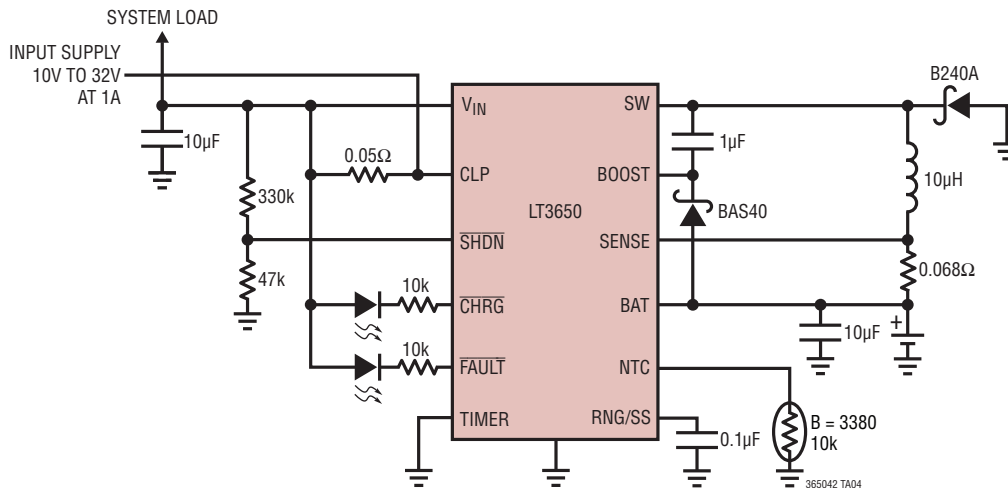 SYSTEM LOAD
INPUT SUPPLY
10V TO 32V
AT 1A
10µF
330k
47k
0.05Ω
10k
10k
VIN
CLP
SHDN
CHRG
FAULT
TIMER
LT3650
SW
BOOST
SENSE
BAT
NTC
RNG/SS
1µF
BAS40
B240A
10µH
0.068Ω
+
10µF
0.1µF
B = 3380
10k
365042 TA04